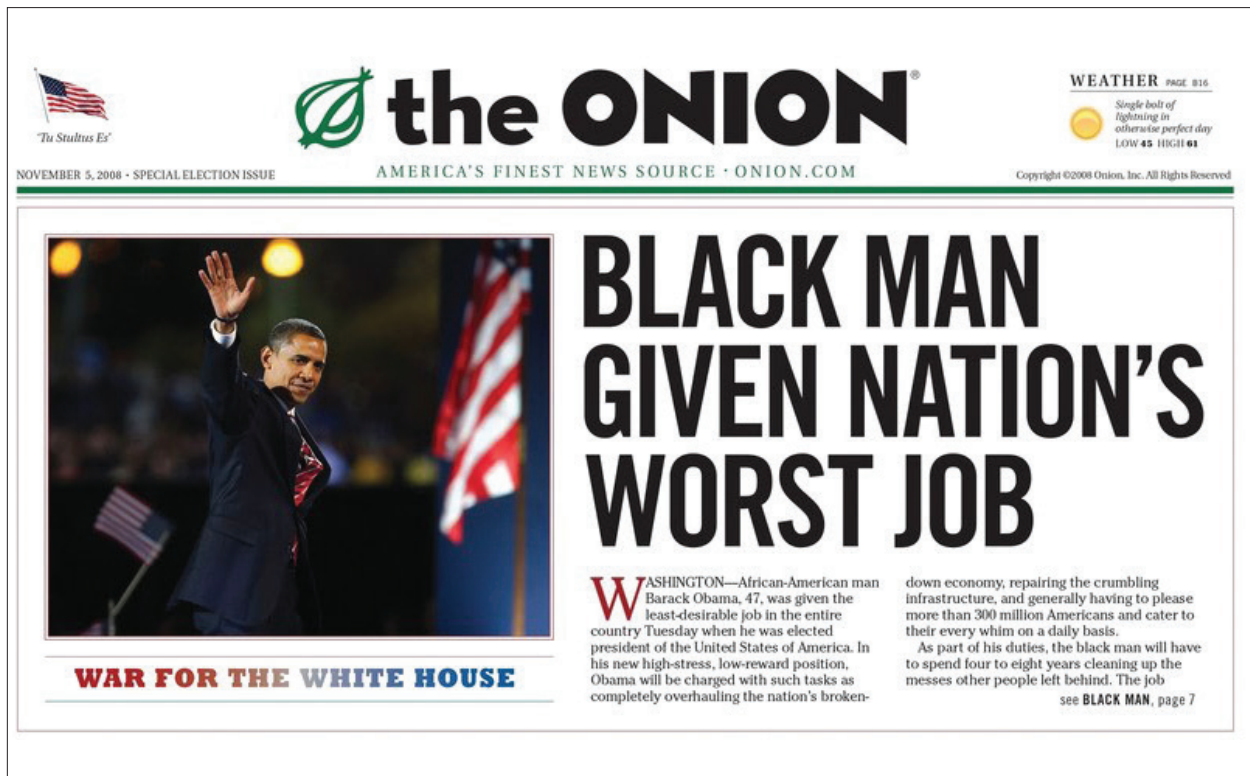 "Tu Stultus Es"
the ONION®
WEATHER PAGE B16
Single bolt of
lightning in
otherwise perfect day
LOW 45 HIGH 61
NOVEMBER 5, 2008 • SPECIAL ELECTION ISSUE
AMERICA'S FINEST NEWS SOURCE • ONION.COM
Copyright ©2008 Onion, Inc. All Rights Reserved
BLACK MAN
GIVEN NATION'S
WORST JOB
WAR FOR THE WHITE HOUSE
WASHINGTON—African-American man
Barack Obama, 47, was given the
least-desirable job in the entire
country Tuesday when he was elected
president of the United States of America. In
his new high-stress, low-reward position,
Obama will be charged with such tasks as
completely overhauling the nation's broken-
down economy, repairing the crumbling
infrastructure, and generally having to please
more than 300 million Americans and cater to
their every whim on a daily basis.
As part of his duties, the black man will have
to spend four to eight years cleaning up the
messes other people left behind. The job
see BLACK MAN, page 7